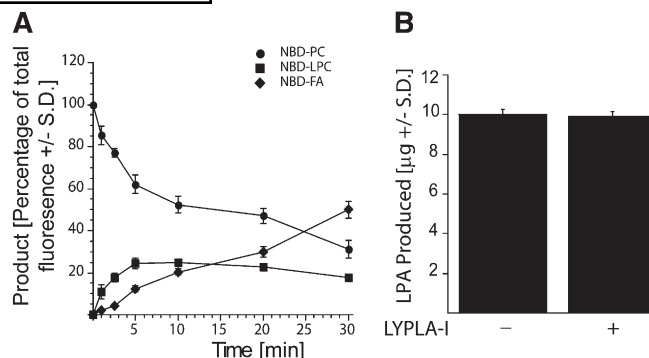 A
B
Product [Percentage of total
fluoresence +/- S.D.]
120
100
80
60
40
20
5
10
15
20
25
30
Time [min]
NBD-PC
NBD-LPC
NBD-FA
LPA Produced [µg +/- S.D.]
12
10
8
6
4
2
LYPLA-I − +